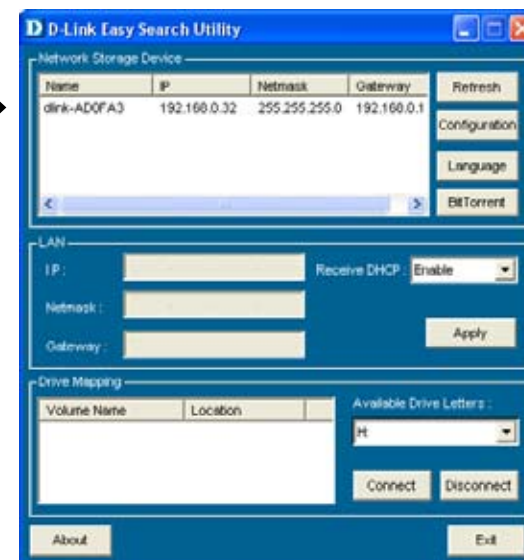 D D-Link Easy Search Utility
Network Storage Device
Name IP Netmask Gateway
dlink-AD0FA3 192.168.0.32 255.255.255.0 192.168.0.1
Refresh
Configuration
Language
BitTorrent
LAN
IP :
Receive DHCP : Enable
Netmask :
Gateway :
Apply
Drive Mapping
Volume Name Location
Available Drive Letters :
H:
Connect Disconnect
About Exit